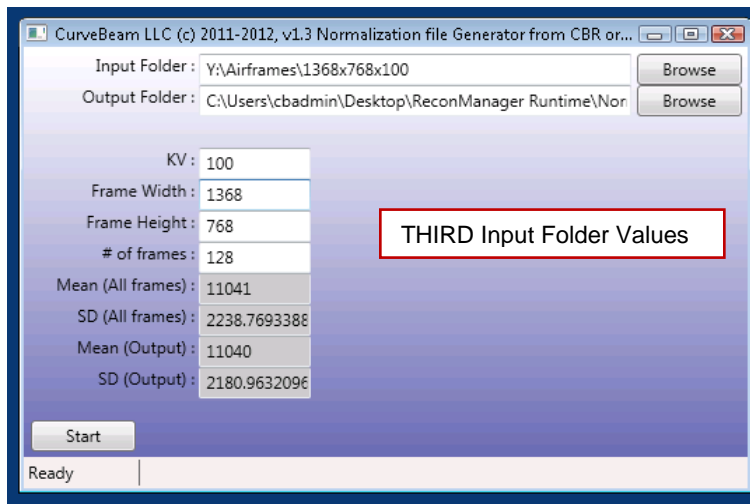 CurveBeam LLC (c) 2011-2012, v1.3 Normalization file Generator from CBR or...
Input Folder : Y:\Airframes\1368x768x100 Browse
Output Folder : C:\Users\cbadmin\Desktop\ReconManager Runtime\Nor Browse
KV : 100
Frame Width : 1368
Frame Height : 768
# of frames : 128
Mean (All frames) : 11041
SD (All frames) : 2238.7693388
Mean (Output) : 11040
SD (Output) : 2180.9632096
THIRD Input Folder Values
Start
Ready